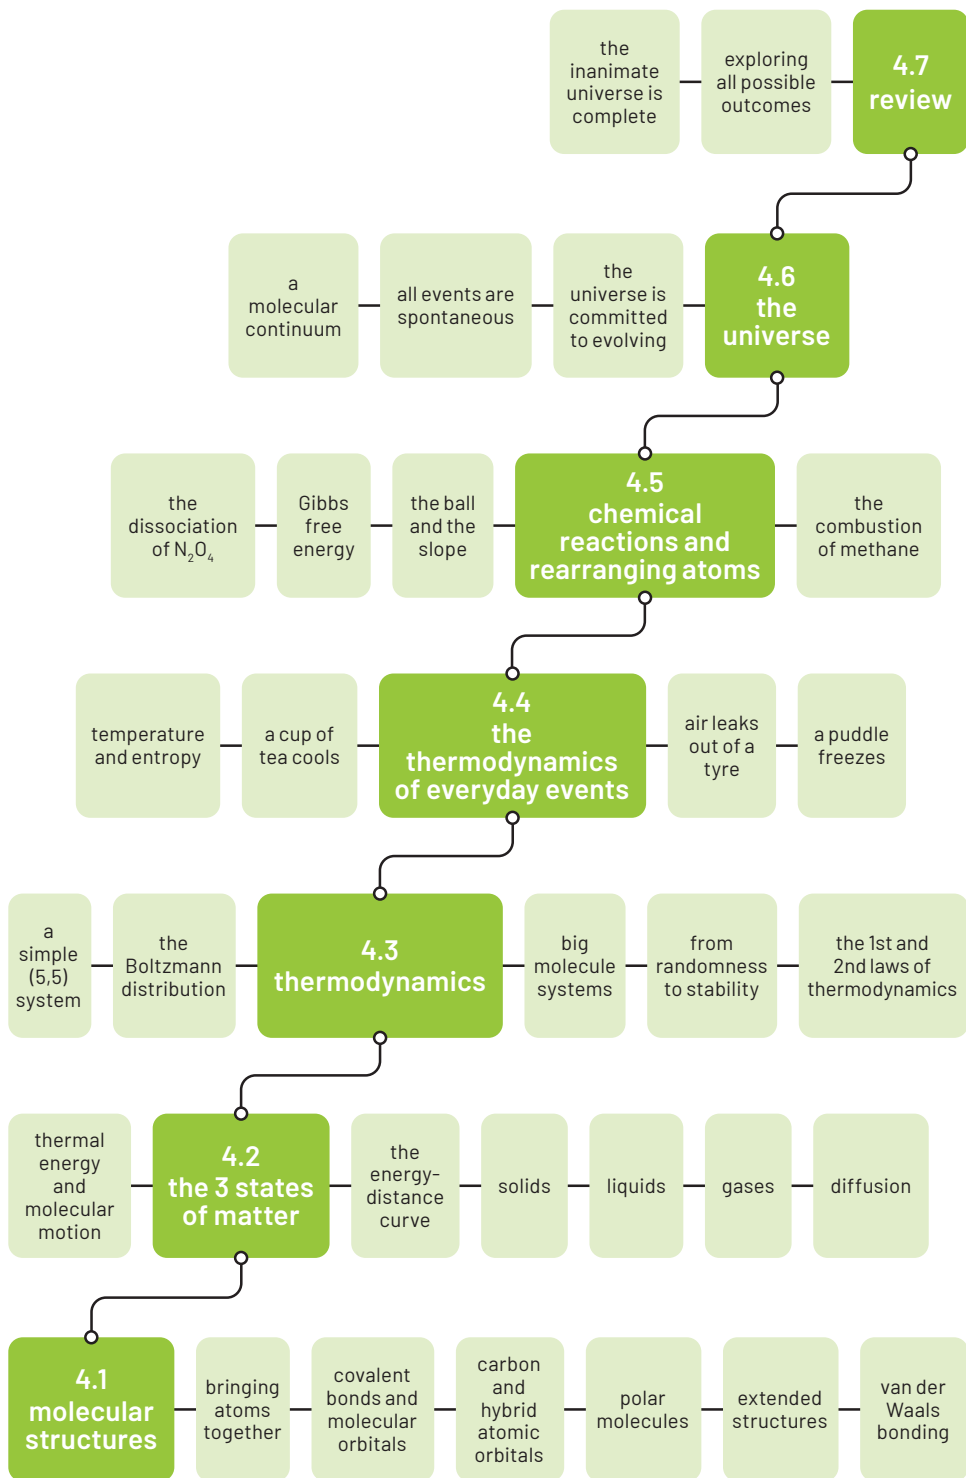 the
inanimate
universe is
complete
exploring
all possible
outcomes
4.7
review
a
molecular
continuum
all events are
spontaneous
the
universe is
committed
to evolving
4.6
the
universe
the
dissociation
of N₂O₄
Gibbs
free
energy
the ball
and the
slope
4.5
chemical
reactions and
rearranging atoms
the
combustion
of methane
temperature
and entropy
a cup of
tea cools
4.4
the
thermodynamics
of everyday events
air leaks
out of a
tyre
a puddle
freezes
a
simple
(5,5)
system
the
Boltzmann
distribution
4.3
thermodynamics
big
molecule
systems
from
randomness
to stability
the 1st and
2nd laws of
thermodynamics
thermal
energy
and
molecular
motion
4.2
the 3 states
of matter
the
energy-
distance
curve
solids
liquids
gases
diffusion
4.1
molecular
structures
bringing
atoms
together
covalent
bonds and
molecular
orbitals
carbon
and
hybrid
atomic
orbitals
polar
molecules
extended
structures
van der
Waals
bonding